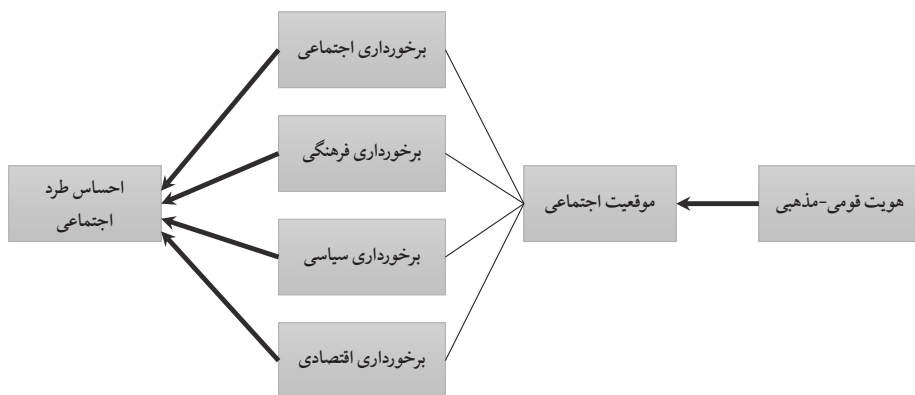 هویت قومی-مذهبی
موقعیت اجتماعی
برخورداری اجتماعی
برخورداری فرهنگی
برخورداری سیاسی
برخورداری اقتصادی
احساس طرد
اجتماعی